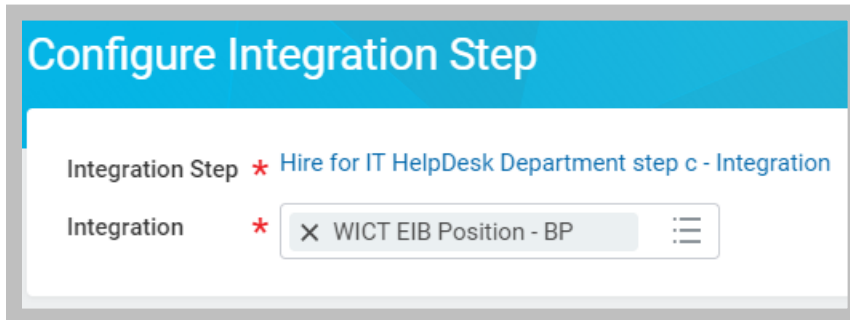 Configure Integration Step
Integration Step * Hire for IT HelpDesk Department step c - Integration
Integration * × WICT EIB Position - BP